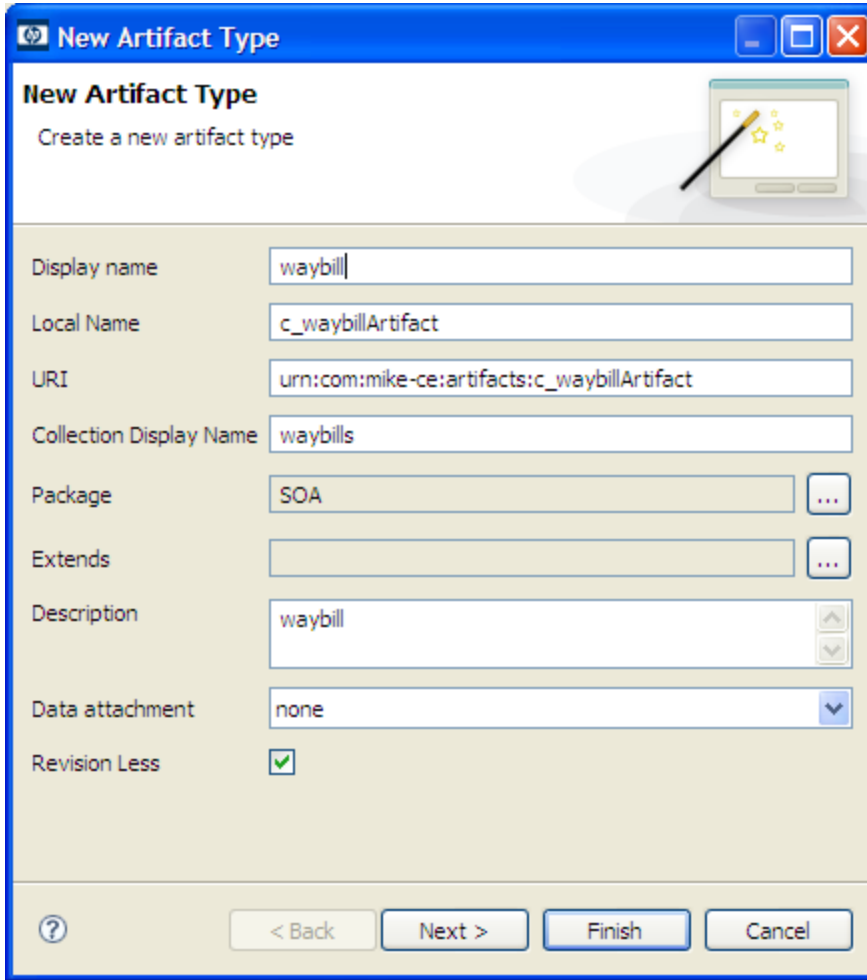 hp New Artifact Type
New Artifact Type
Create a new artifact type
Display name waybill
Local Name c_waybillArtifact
URI urn:com:mike-ce:artifacts:c_waybillArtifact
Collection Display Name waybills
Package SOA ...
Extends ...
Description waybill
Data attachment none
Revision Less
? < Back Next > Finish Cancel